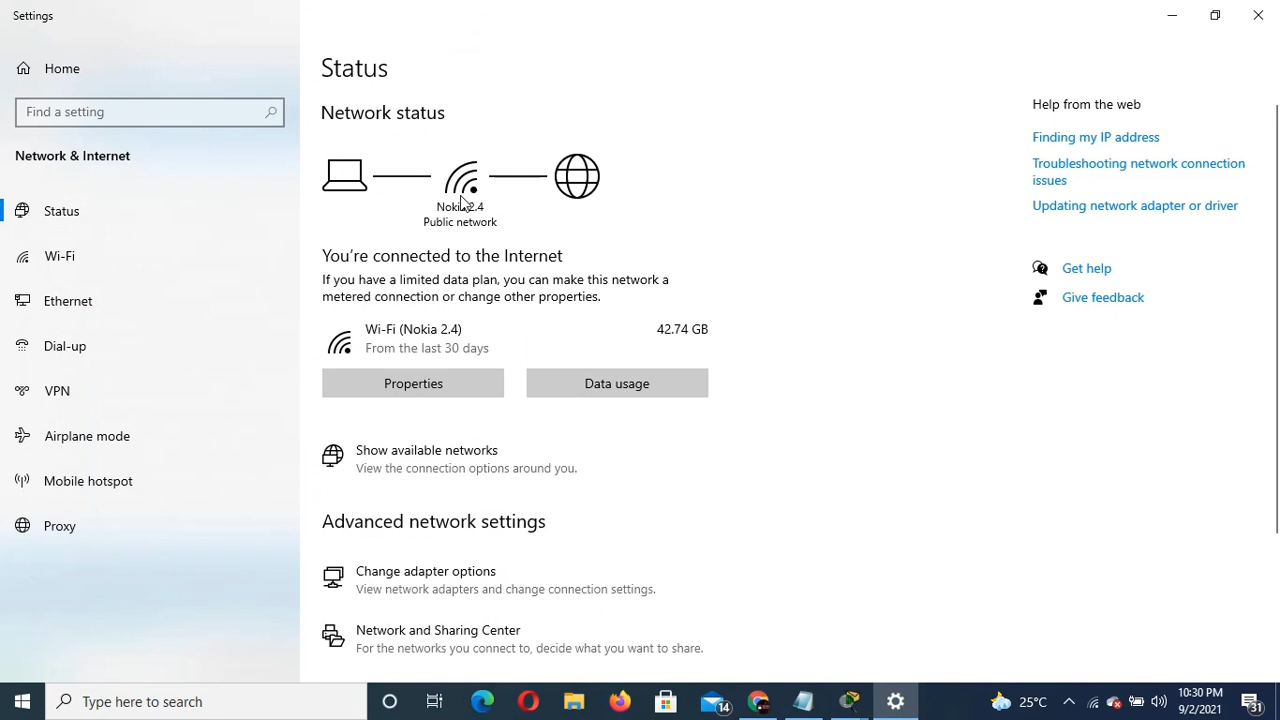 Settings
Home
Find a setting
Network & Internet
Status
Wi-Fi
Ethernet
Dial-up
VPN
Airplane mode
Mobile hotspot
Proxy
Status
Network status
Nokia 2.4
Public network
You're connected to the Internet
If you have a limited data plan, you can make this network a
metered connection or change other properties.
Wi-Fi (Nokia 2.4)
42.74 GB
From the last 30 days
Properties
Data usage
Show available networks
View the connection options around you.
Advanced network settings
Change adapter options
View network adapters and change connection settings.
Network and Sharing Center
For the networks you connect to, decide what you want to share.
Help from the web
Finding my IP address
Troubleshooting network connection
issues
Updating network adapter or driver
Get help
Give feedback
Type here to search
14
25°C
10:30 PM
9/2/2021
31